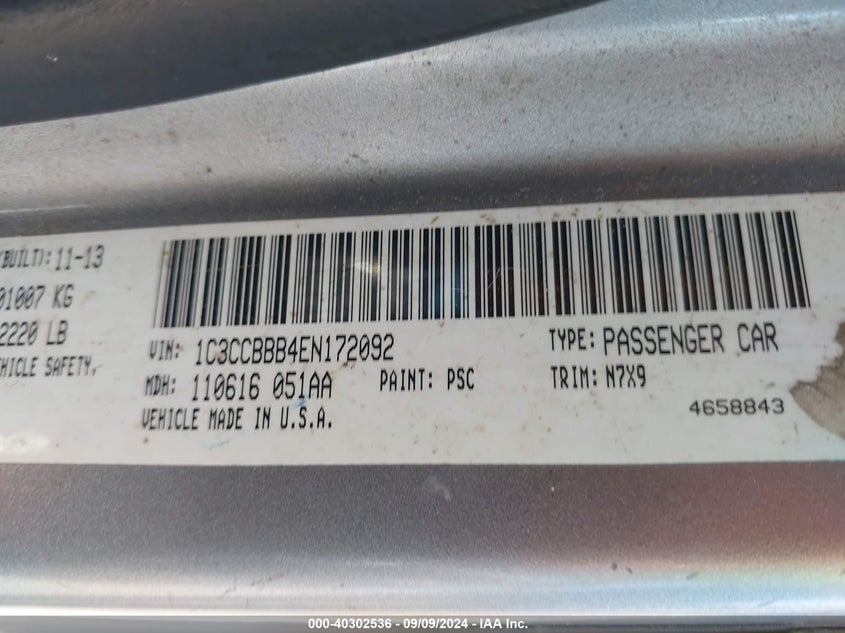 (BUILT): 11-13
01007 KG
2220 LB
VEHICLE SAFETY,
VIN: 1C3CCBBB4EN172092
TYPE: PASSENGER CAR
MDH: 110616 051AA
PAINT: PSC
TRIM: N7X9
VEHICLE MADE IN U.S.A.
4658843
000-40302536 - 09/09/2024 - IAA Inc.